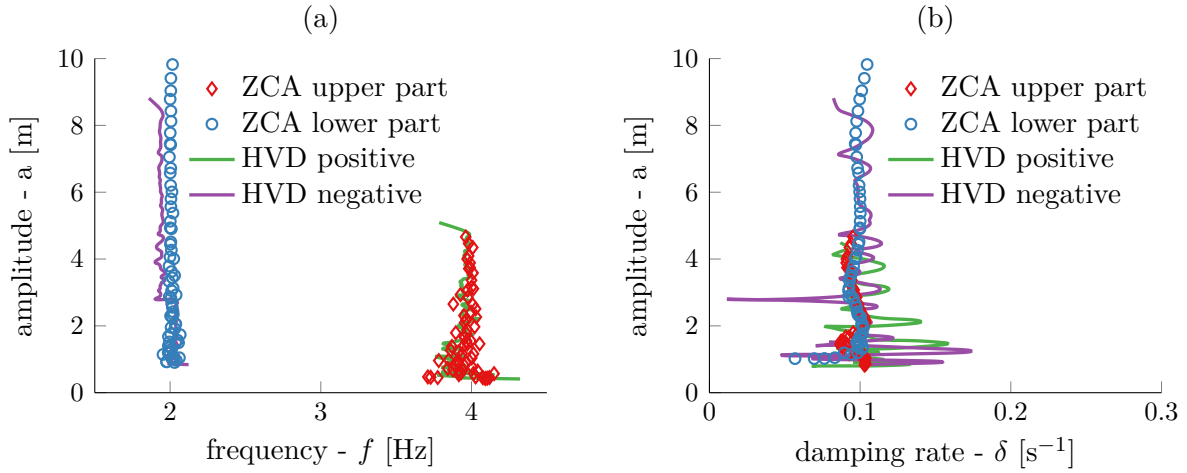 (a)
amplitude - a [m]
10
8
6
4
2
0
ZCA upper part
ZCA lower part
HVD positive
HVD negative
2
3
4
frequency - f [Hz]
(b)
amplitude - a [m]
10
8
6
4
2
0
ZCA upper part
ZCA lower part
HVD positive
HVD negative
0
0.1
0.2
0.3
damping rate - δ [s⁻¹]